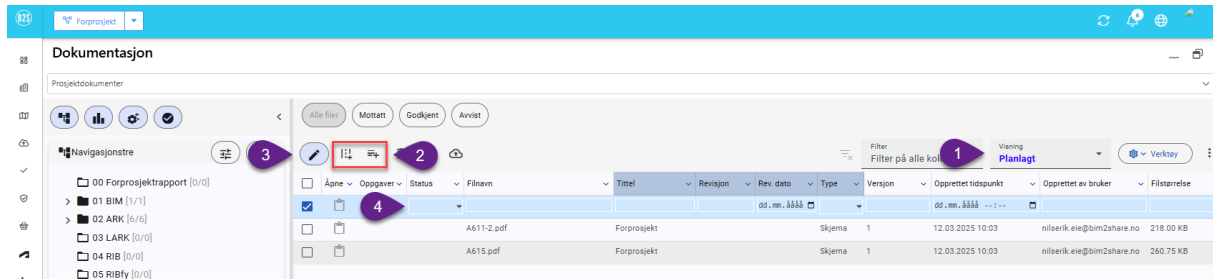 B2S Forprosjekt 6
Dokumentasjon
Prosjektdokumenter
Alle filer Mottatt Godkjent Avvist
Navigasjonstre
3 2 1
Filter Visning
Filter på alle kol Planlagt Verktøy
Åpne Oppgaver Status Filnavn Tittel Revisjon Rev. dato Type Versjon Opprettet tidspunkt Opprettet av bruker Filstørrelse
4 dd.mm.åååå dd.mm.åååå --:--
A611-2.pdf Forprosjekt Skjema 1 12.03.2025 10:03 nilserik.eie@bim2share.no 218.00 KB
A615.pdf Forprosjekt Skjema 1 12.03.2025 10:03 nilserik.eie@bim2share.no 260.75 KB
00 Forprosjektrapport [0/0]
01 BIM [1/1]
02 ARK [6/6]
03 LARK [0/0]
04 RIB [0/0]
05 RIBfy [0/0]